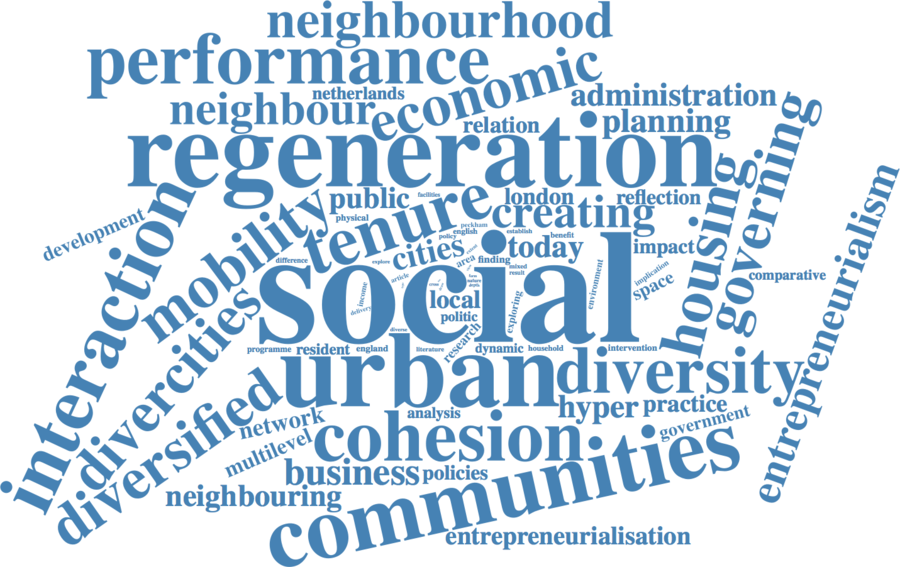 neighbourhood
performance
netherlands
economic
neighbour
administration
relation
planning
regeneration
governing
housing
public
facilities
tenure
london
reflection
mobility
physical
creating
development
interaction
peckham
english
establish
policy
benefit
cities
today
impact
difference
explore
area
finding
mixed
result
article
social
environment
implication
space
comparative
entrepreneurialism
income
delivery
local
politic
exploring
divercities
diverse
research
programme
resident
england
literature
dynamic
household
intervention
urban
diversity
diversified
hyper
practice
analysis
network
government
multilevel
cohesion
business
policies
communities
neighbouring
entrepreneurialisation